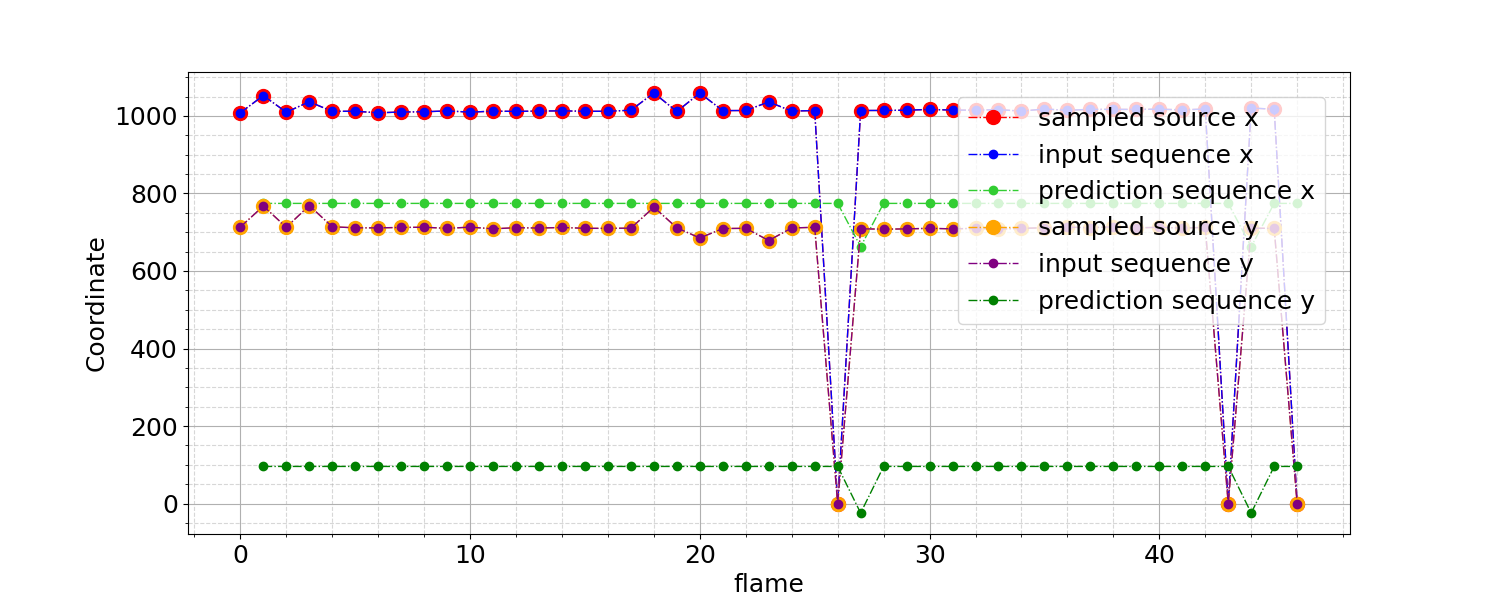 1000
800
600
400
200
0
Coordinate
sampled source x
input sequence x
prediction sequence x
sampled source y
input sequence y
prediction sequence y
0 10 20 30 40
flame